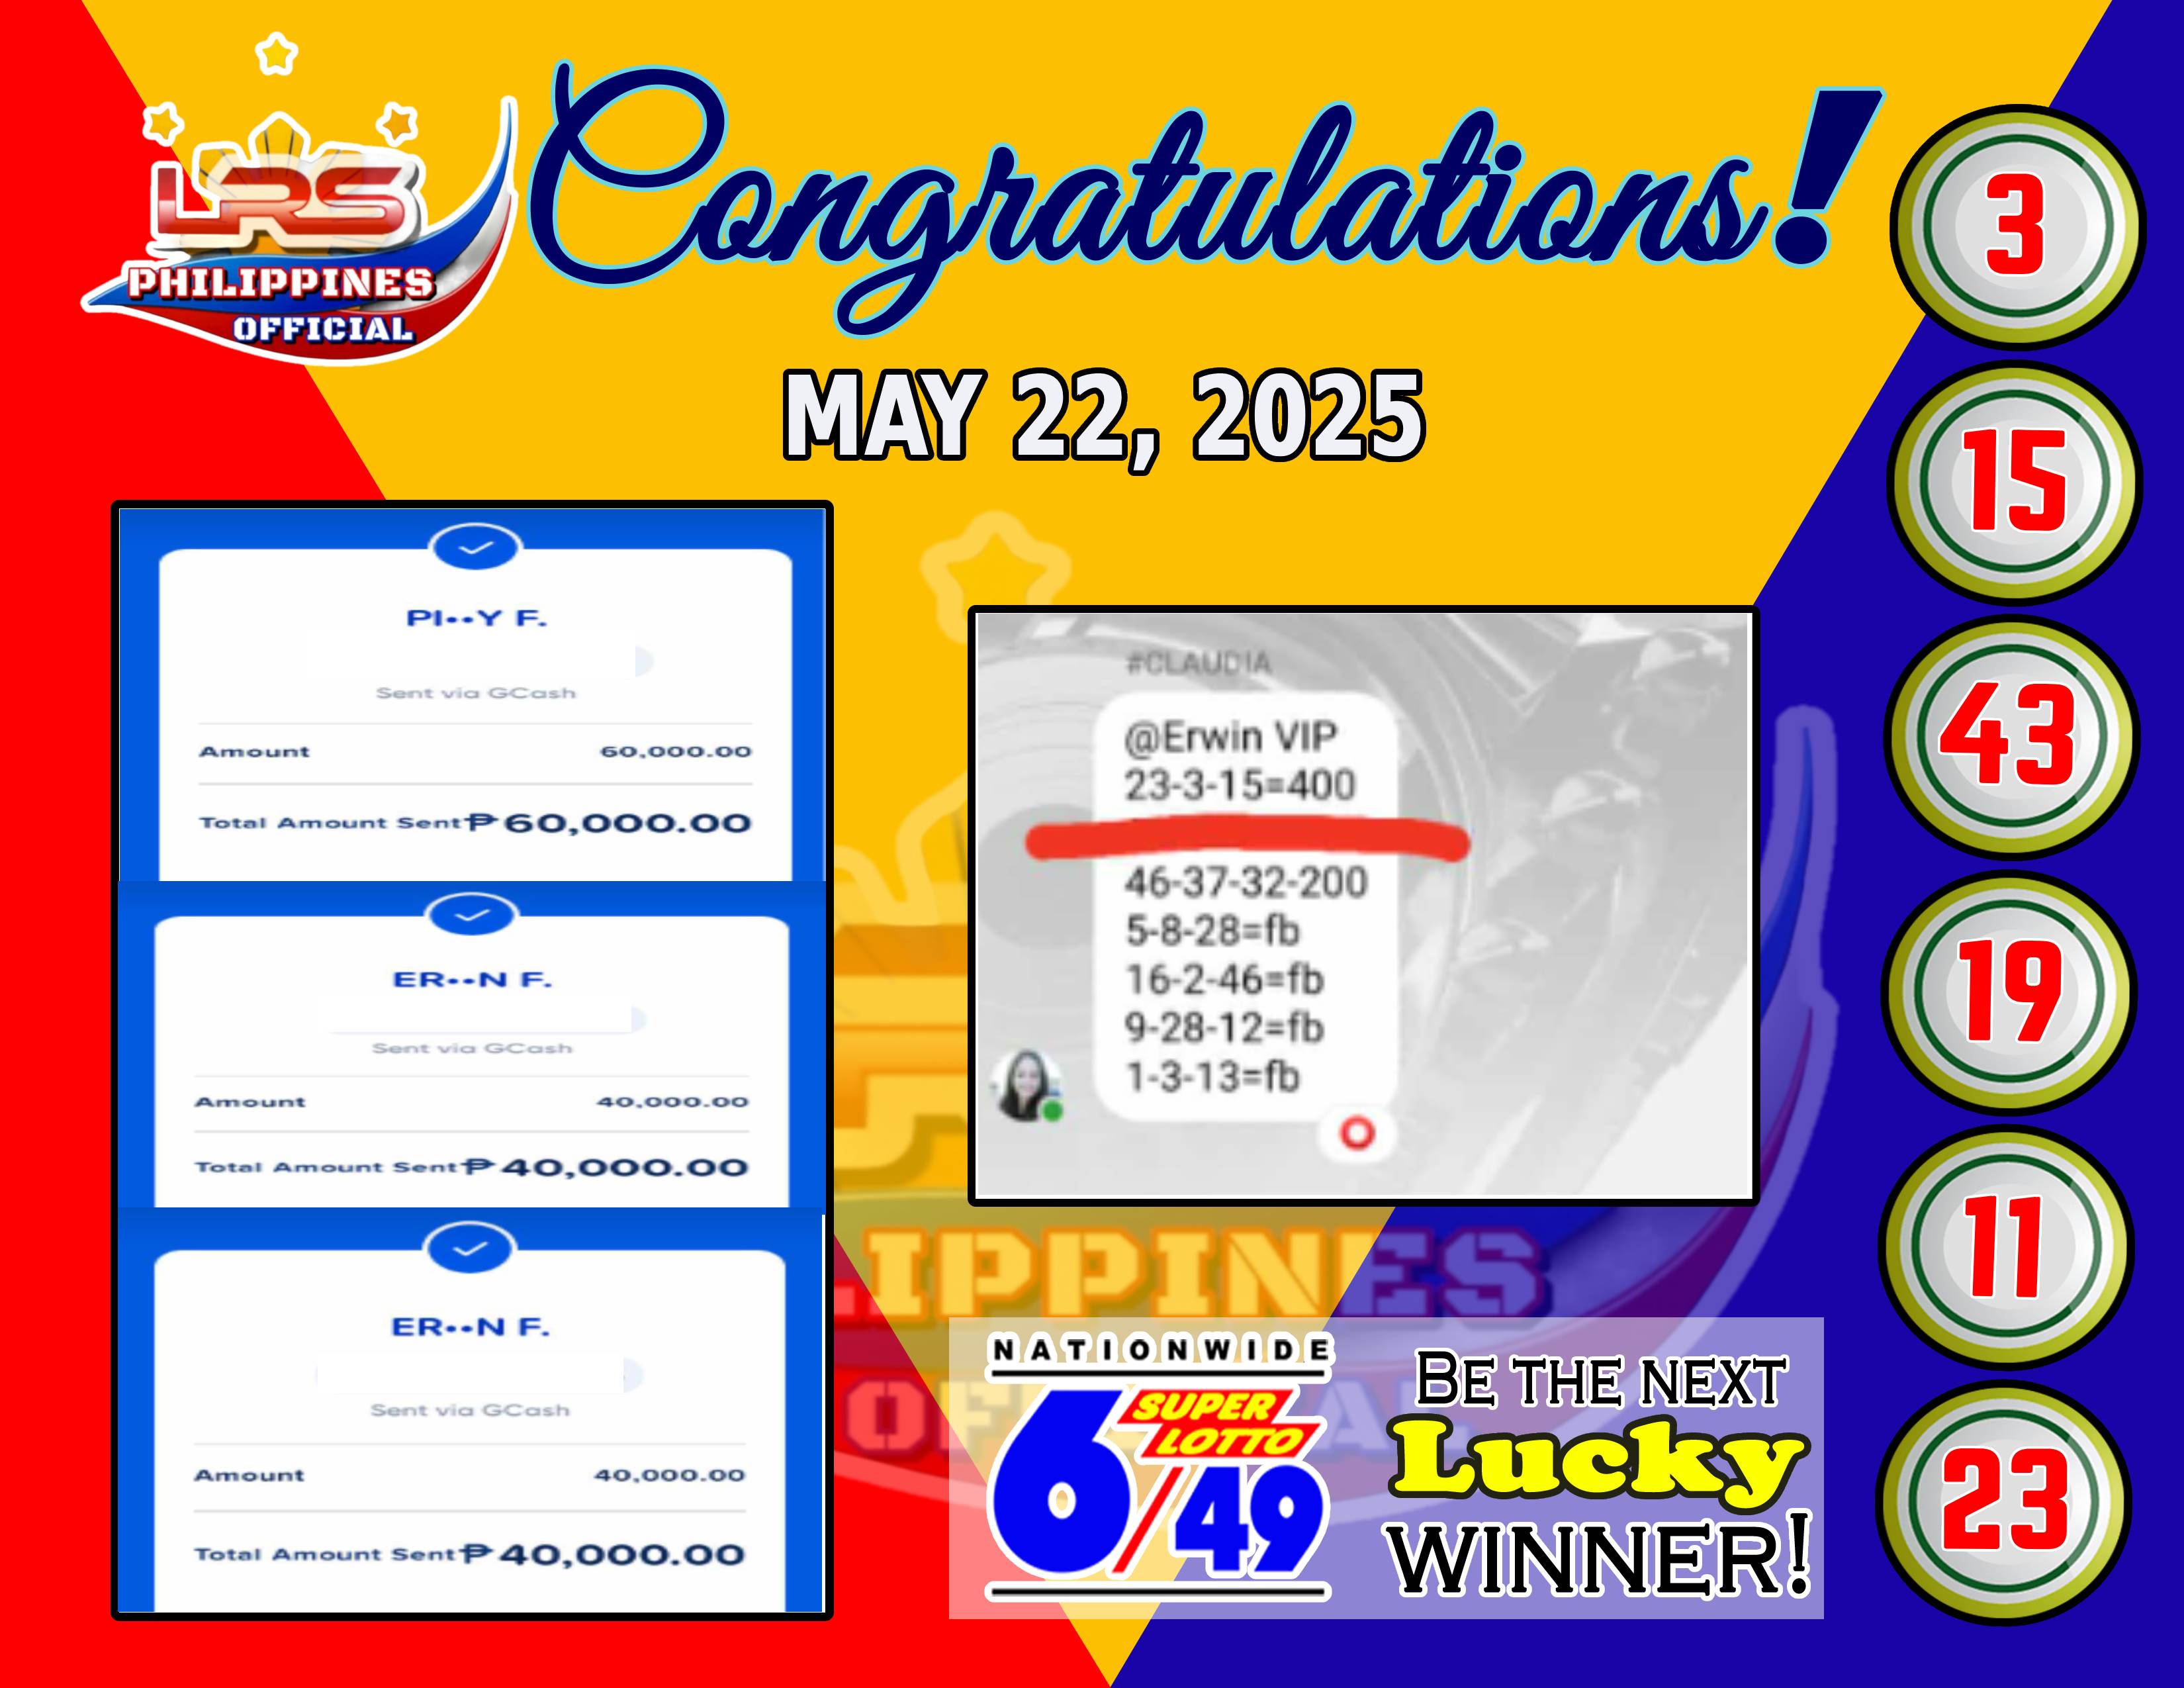 LRS
PHILIPPINES
OFFICIAL
Congratulations!
MAY 22, 2025
PI••Y F.
Sent via GCash
Amount 60,000.00
Total Amount Sent ₱60,000.00
ER••N F.
Sent via GCash
Amount 40,000.00
Total Amount Sent ₱40,000.00
ER••N F.
Sent via GCash
Amount 40,000.00
Total Amount Sent ₱40,000.00
#CLAUDIA
@Erwin VIP
23-3-15=400
46-37-32-200
5-8-28=fb
16-2-46=fb
9-28-12=fb
1-3-13=fb
NATIONWIDE
6/49
SUPER
LOTTO
BE THE NEXT
Lucky
WINNER!
3
15
43
19
11
23